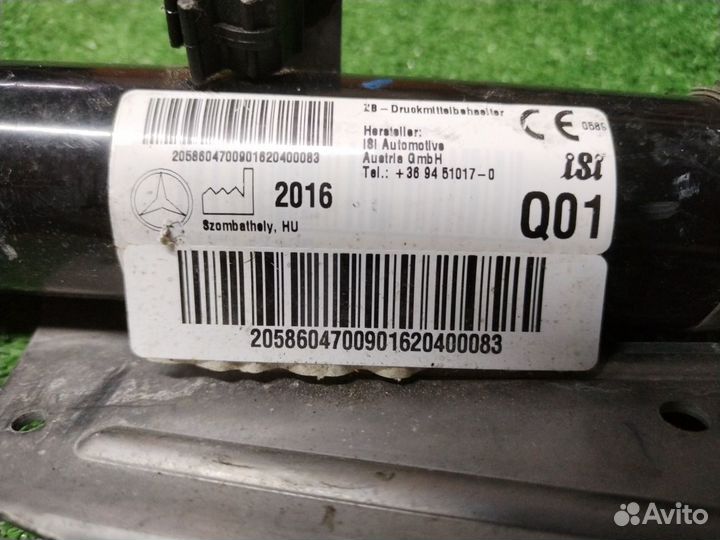 ZB - Druckmittelbehaelter
Hersteller:
iSi Automotive
Austria GmbH
Tel.: +36 94 51017-0
CE 0589
iSi
20586047009016204000083
2016
Szombathely, HU
Q01
20586047009016204000083
Avito